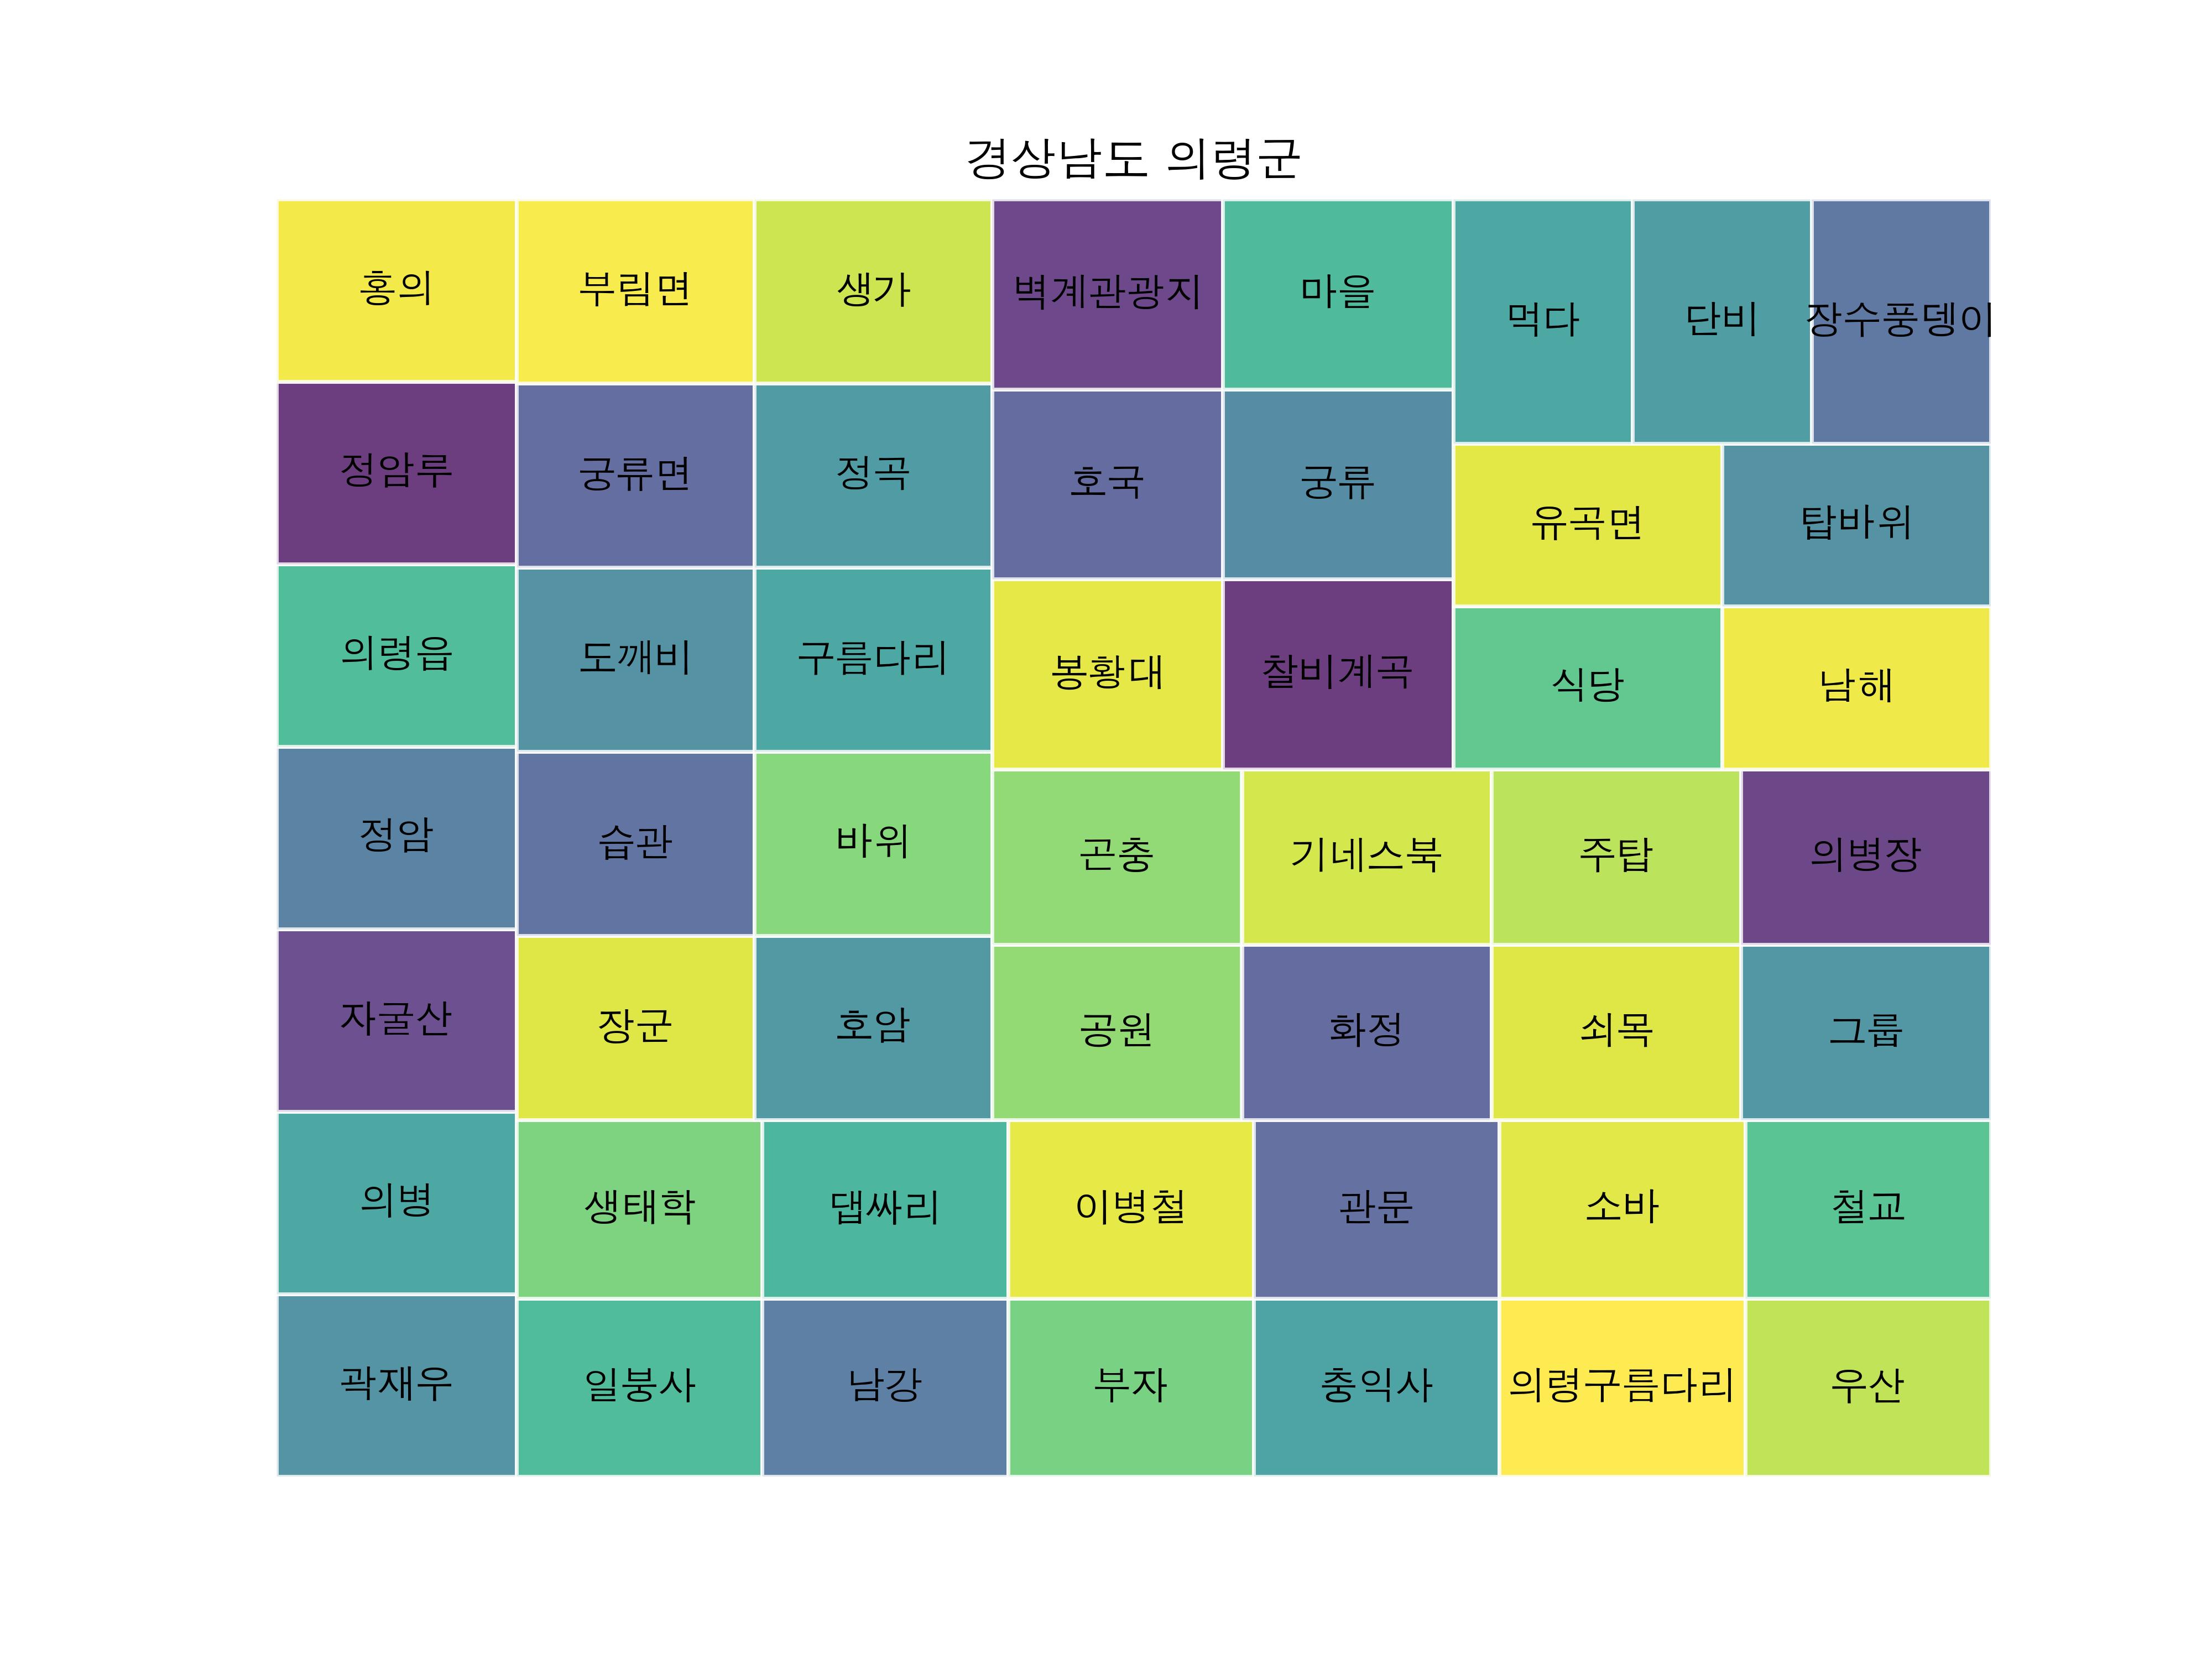 경상남도 의령군
홍의 부림면 생가 벽계관광지 마을 먹다 단비 장수풍뎅이
정암루 궁류면 정곡 호국 궁류 유곡면 탑바위
의령읍 도깨비 구름다리 봉황대 찰비계곡 식당 남해
정암 습관 바위 곤충 기네스북 주탑 의병장
자굴산 장군 호암 공원 화정 쇠목 그룹
의병 생태학 댑싸리 이병철 관문 소바 철교
곽재우 일붕사 남강 부자 충익사 의령구름다리 우산